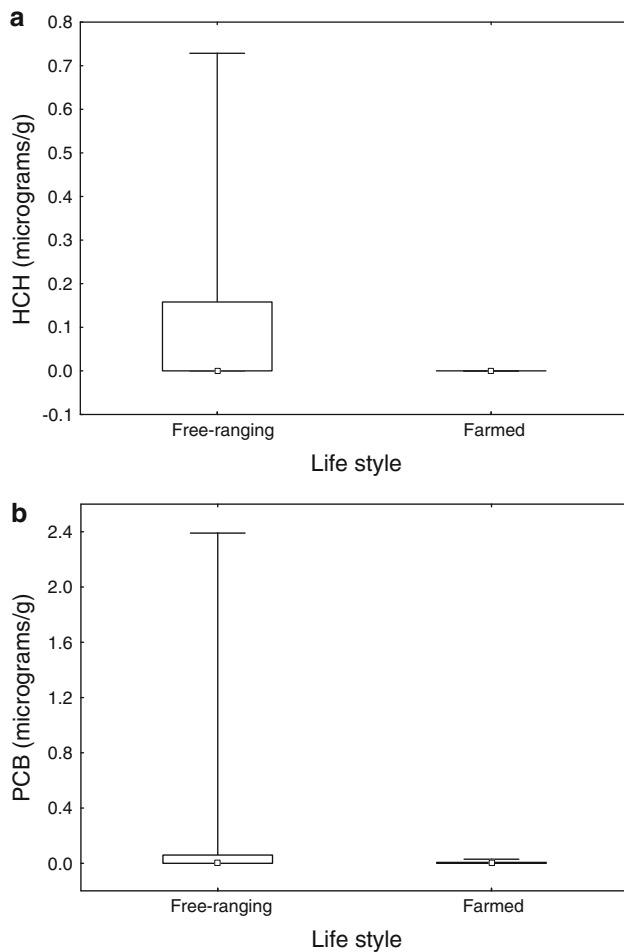 a
0.8
0.7
0.6
0.5
0.4
0.3
0.2
0.1
0.0
-0.1
HCH (micrograms/g)
Free-ranging Farmed
Life style
b
2.4
2.0
1.6
1.2
0.8
0.4
0.0
PCB (micrograms/g)
Free-ranging Farmed
Life style